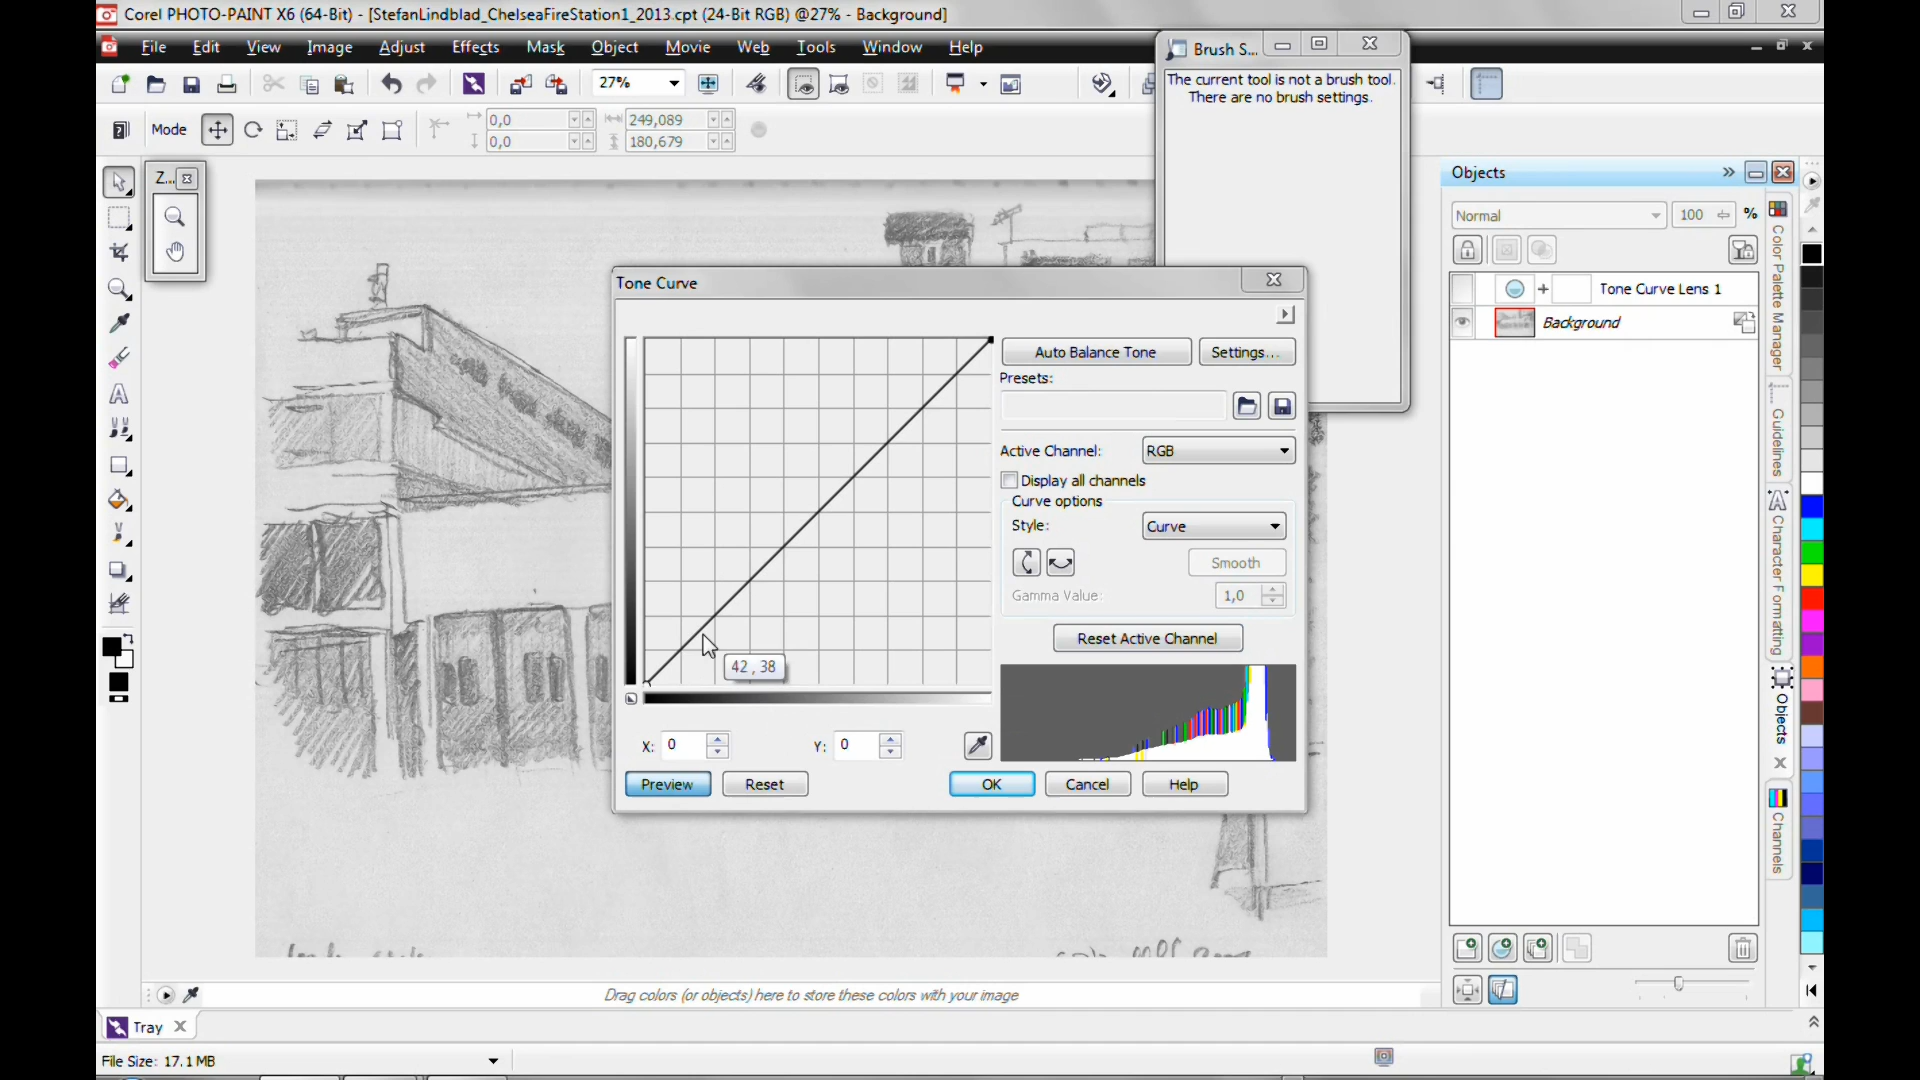 Corel PHOTO-PAINT X6 (64-Bit) - [StefanLindblad_ChelseaFireStation1_2013.cpt (24-Bit RGB) @27% - Background]
File Edit View Image Adjust Effects Mask Object Movie Web Tools Window Help
Brush S...
The current tool is not a brush tool.
There are no brush settings.
27%
Mode
0,0
249,089
0,0
180,679
Z...
Objects
Normal
100
%
Tone Curve Lens 1
Background
Color Palette Manager
Guidelines
Character Formatting
Objects
Channels
Tone Curve
Auto Balance Tone
Settings...
Presets:
Active Channel:
RGB
Display all channels
Curve options
Style:
Curve
Smooth
Gamma Value:
1,0
Reset Active Channel
42 , 38
X: 0
Y: 0
Preview
Reset
OK
Cancel
Help
Drag colors (or objects) here to store these colors with your image
Tray
File Size: 17.1MB